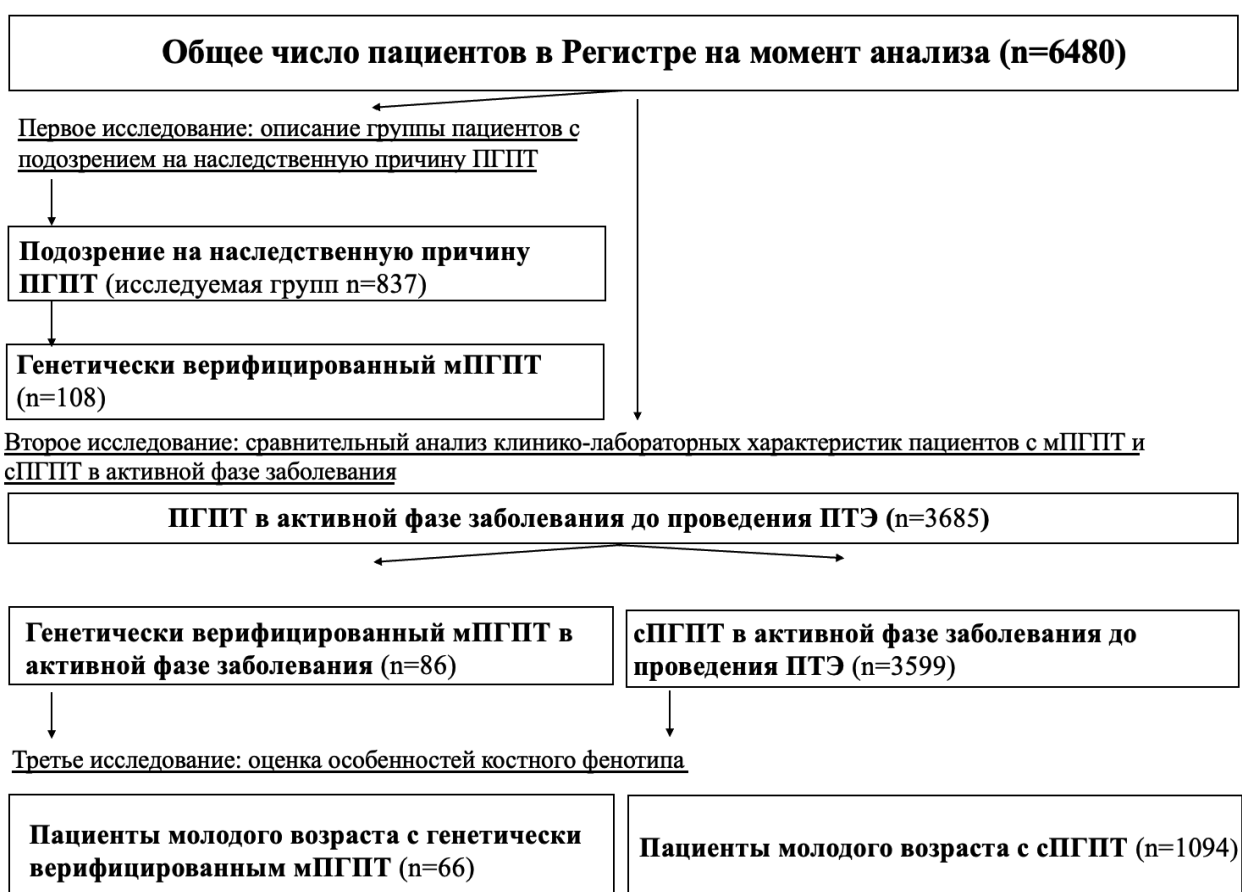 Общее число пациентов в Регистре на момент анализа (n=6480)
Первое исследование: описание группы пациентов с
подозрением на наследственную причину ПГПТ
Подозрение на наследственную причину
ПГПТ (исследуемая групп n=837)
Генетически верифицированный мПГПТ
(n=108)
Второе исследование: сравнительный анализ клинико-лабораторных характеристик пациентов с мПГПТ и
сПГПТ в активной фазе заболевания
ПГПТ в активной фазе заболевания до проведения ПТЭ (n=3685)
Генетически верифицированный мПГПТ в
активной фазе заболевания (n=86)
сПГПТ в активной фазе заболевания до
проведения ПТЭ (n=3599)
Третье исследование: оценка особенностей костного фенотипа
Пациенты молодого возраста с генетически
верифицированным мПГПТ (n=66)
Пациенты молодого возраста с сПГПТ (n=1094)